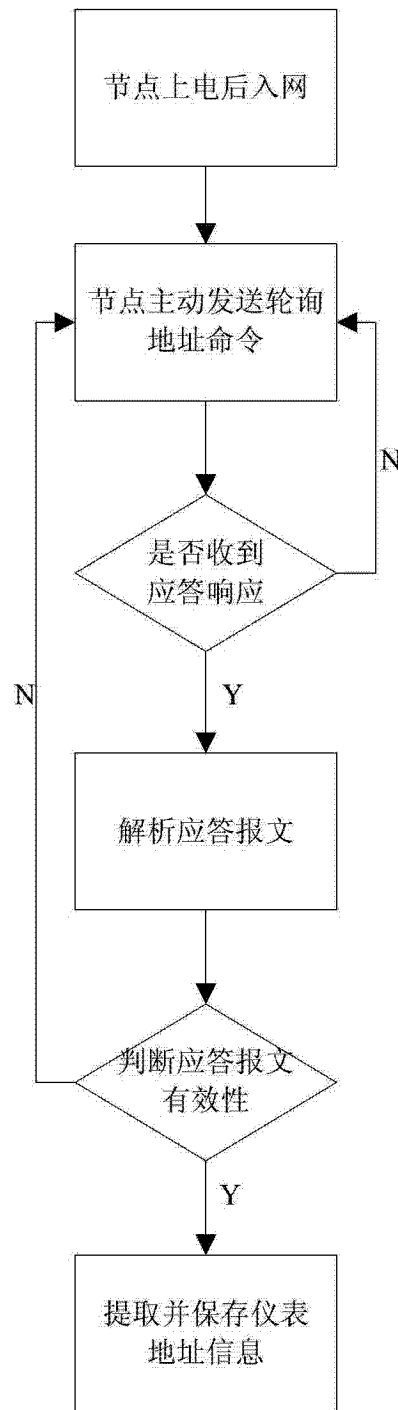 节点上电后入网
节点主动发送轮询
地址命令
N
是否收到
应答响应
N
Y
解析应答报文
判断应答报文
有效性
Y
提取并保存仪表
地址信息